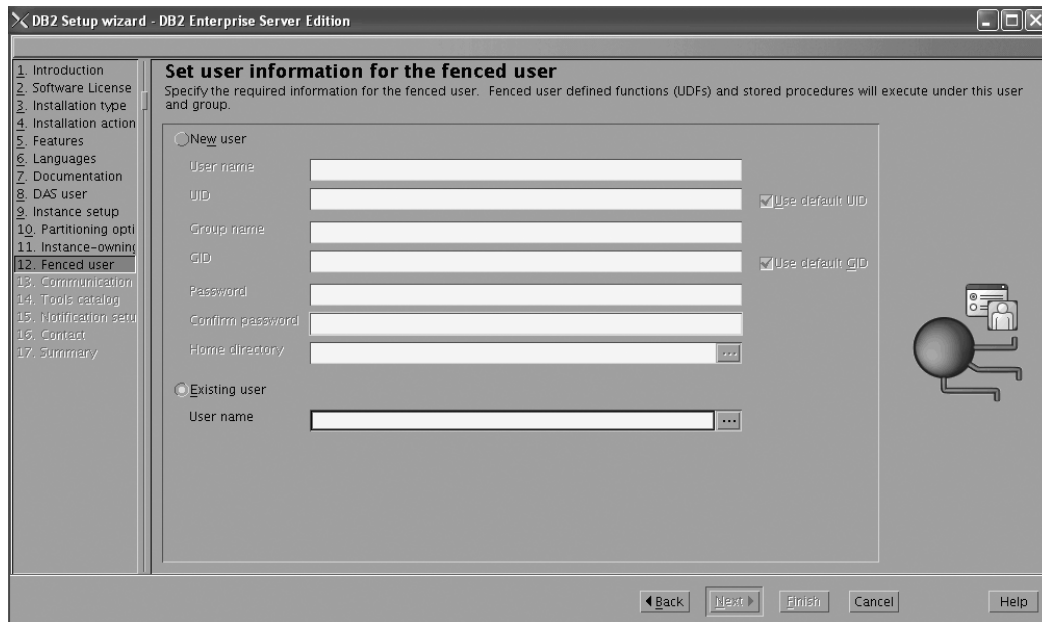 DB2 Setup wizard - DB2 Enterprise Server Edition
1. Introduction
2. Software License
3. Installation type
4. Installation action
5. Features
6. Languages
7. Documentation
8. DAS user
9. Instance setup
10. Partitioning opti
11. Instance-owning
12. Fenced user
13. Communication
14. Tools catalog
15. Notification setu
16. Contact
17. Summary
Set user information for the fenced user
Specify the required information for the fenced user. Fenced user defined functions (UDFs) and stored procedures will execute under this user
and group.
New user
User name
UID
Use default UID
Group name
GID
Use default GID
Password
Confirm password
Home directory
...
Existing user
User name
...
Back
Next
Finish
Cancel
Help